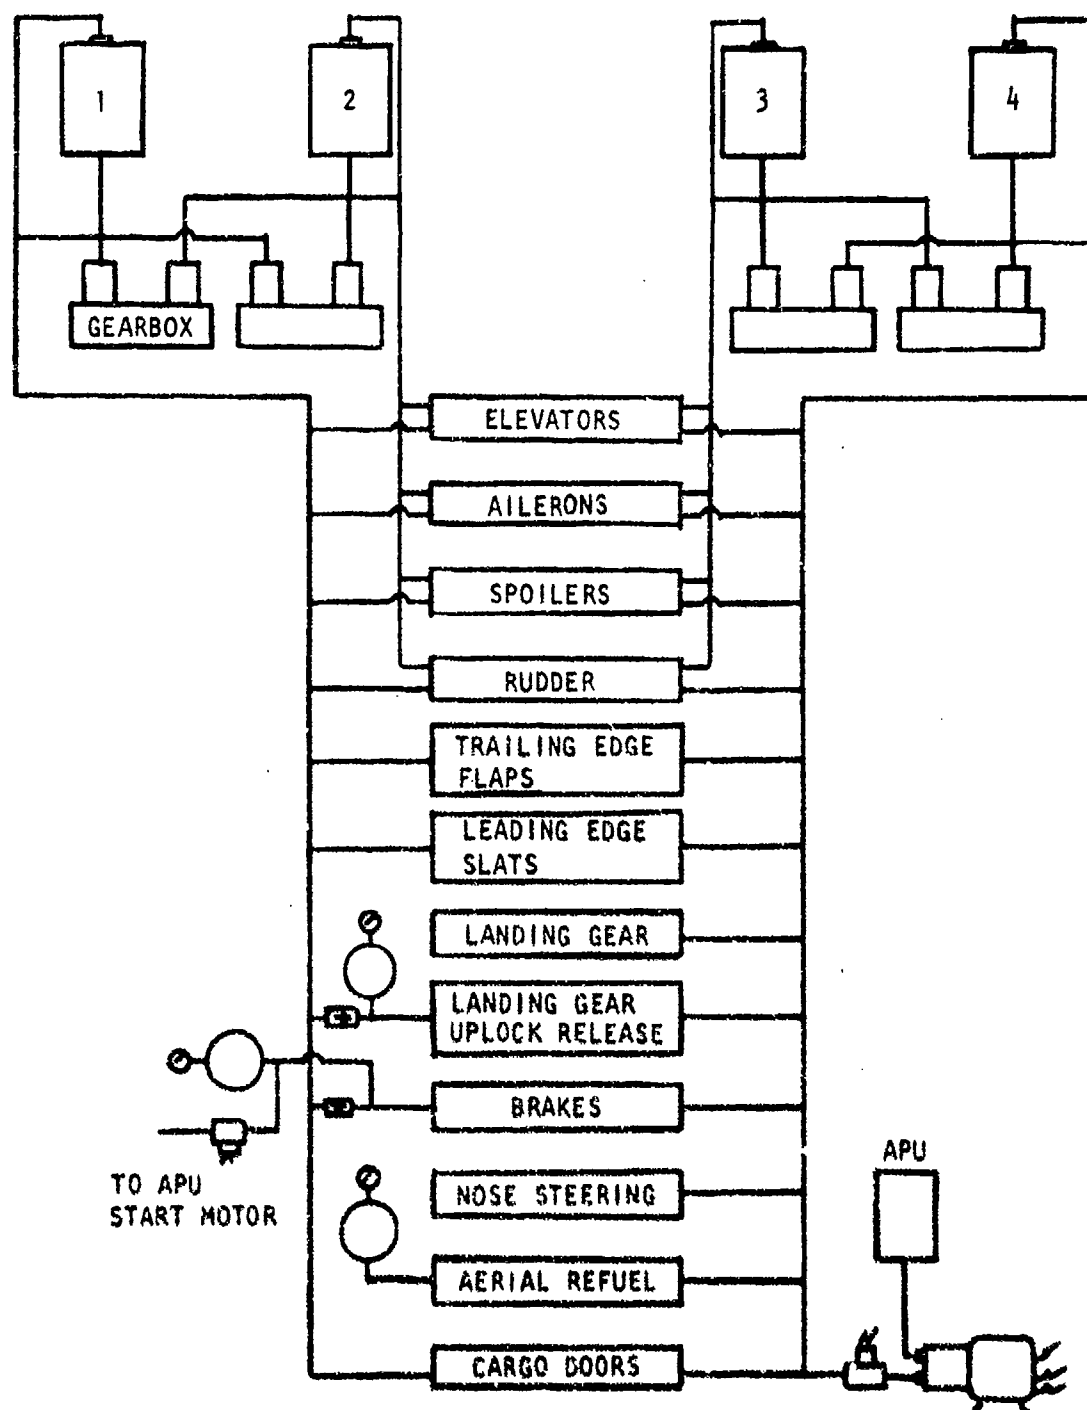 1
2
3
4
GEARBOX
ELEVATORS
AILERONS
SPOILERS
RUDDER
TRAILING EDGE
FLAPS
LEADING EDGE
SLATS
LANDING GEAR
LANDING GEAR
UPLOCK RELEASE
BRAKES
APU
TO APU
START MOTOR
NOSE STEERING
AERIAL REFUEL
CARGO DOORS